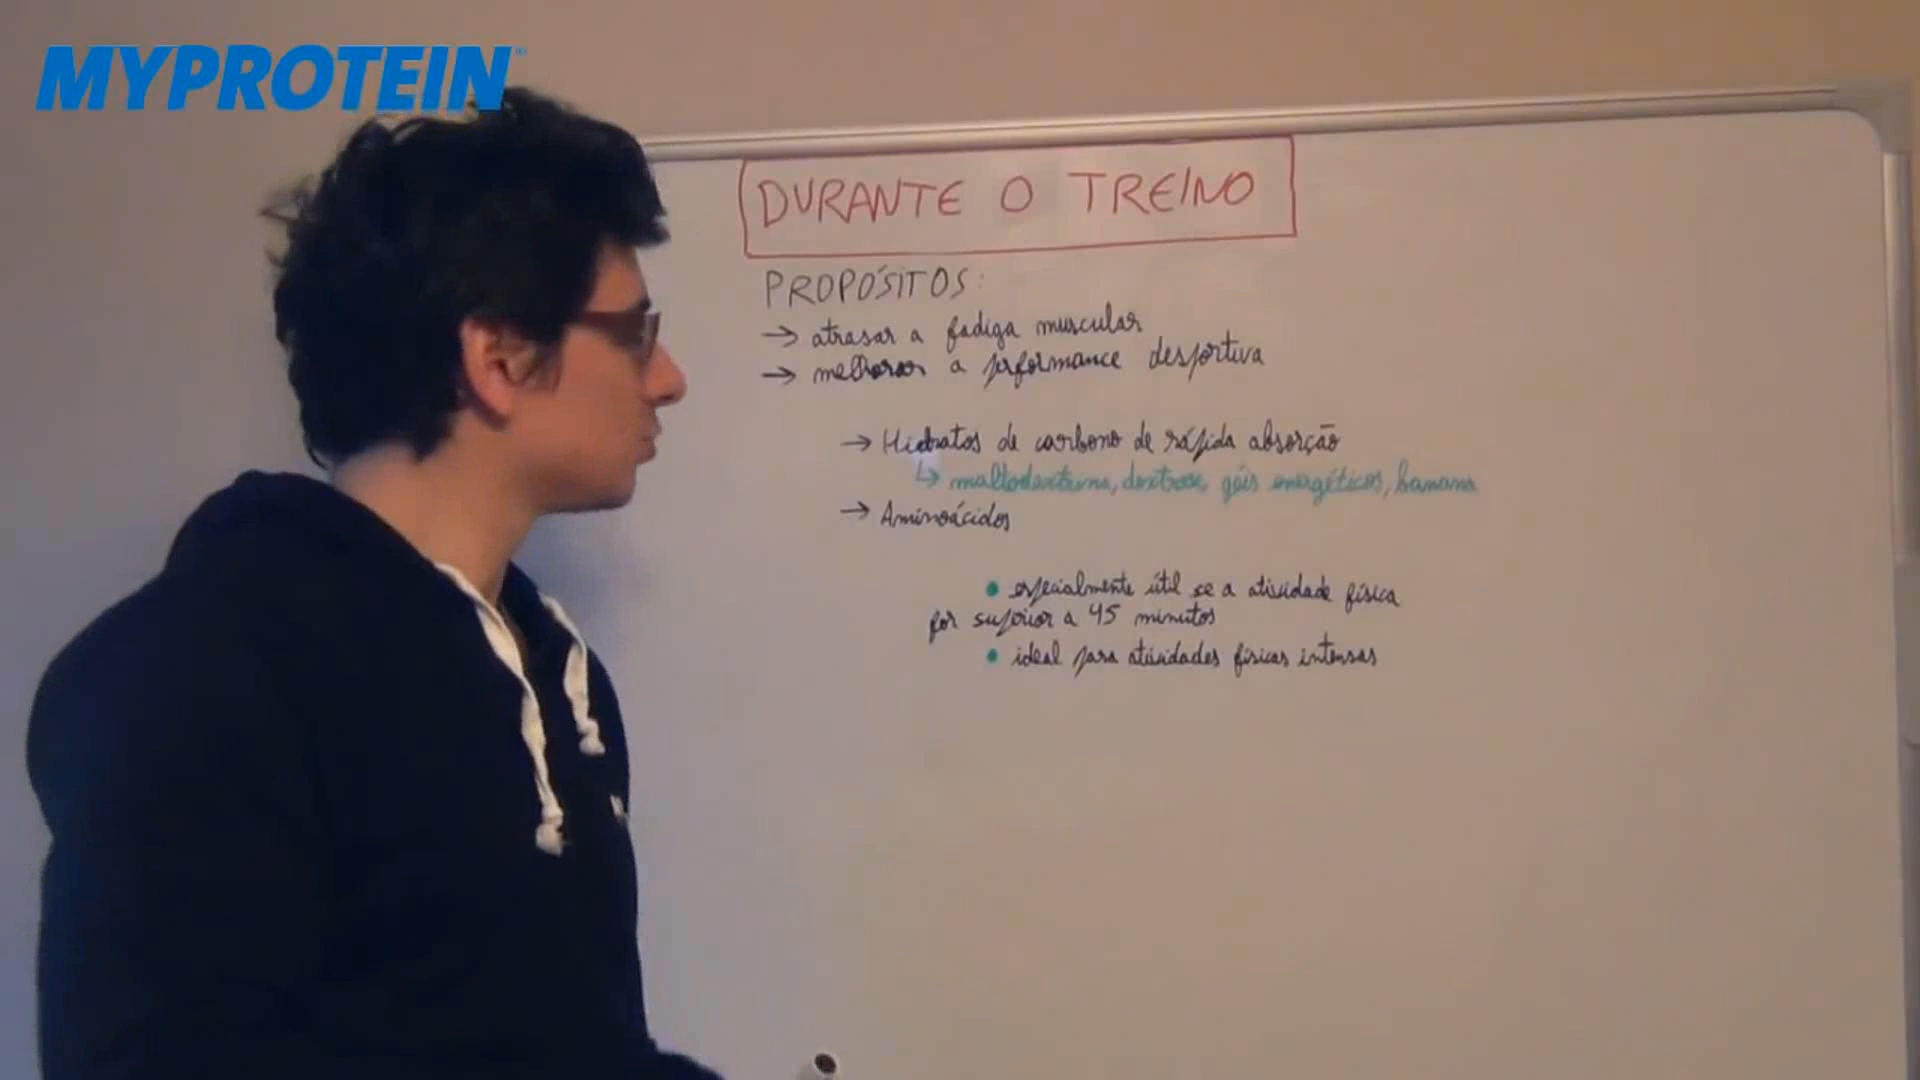 MYPROTEIN
DURANTE O TREINO
PROPÓSITOS:
→ atrasar a fadiga muscular
→ melhorar a performance desportiva
→ Hidratos de carbono de rápida absorção
↳ maltodextrina, dextrose, géis energéticos, banana
→ Aminoácidos
• especialmente útil se a atividade física
for superior a 45 minutos
• ideal para atividades físicas intensas